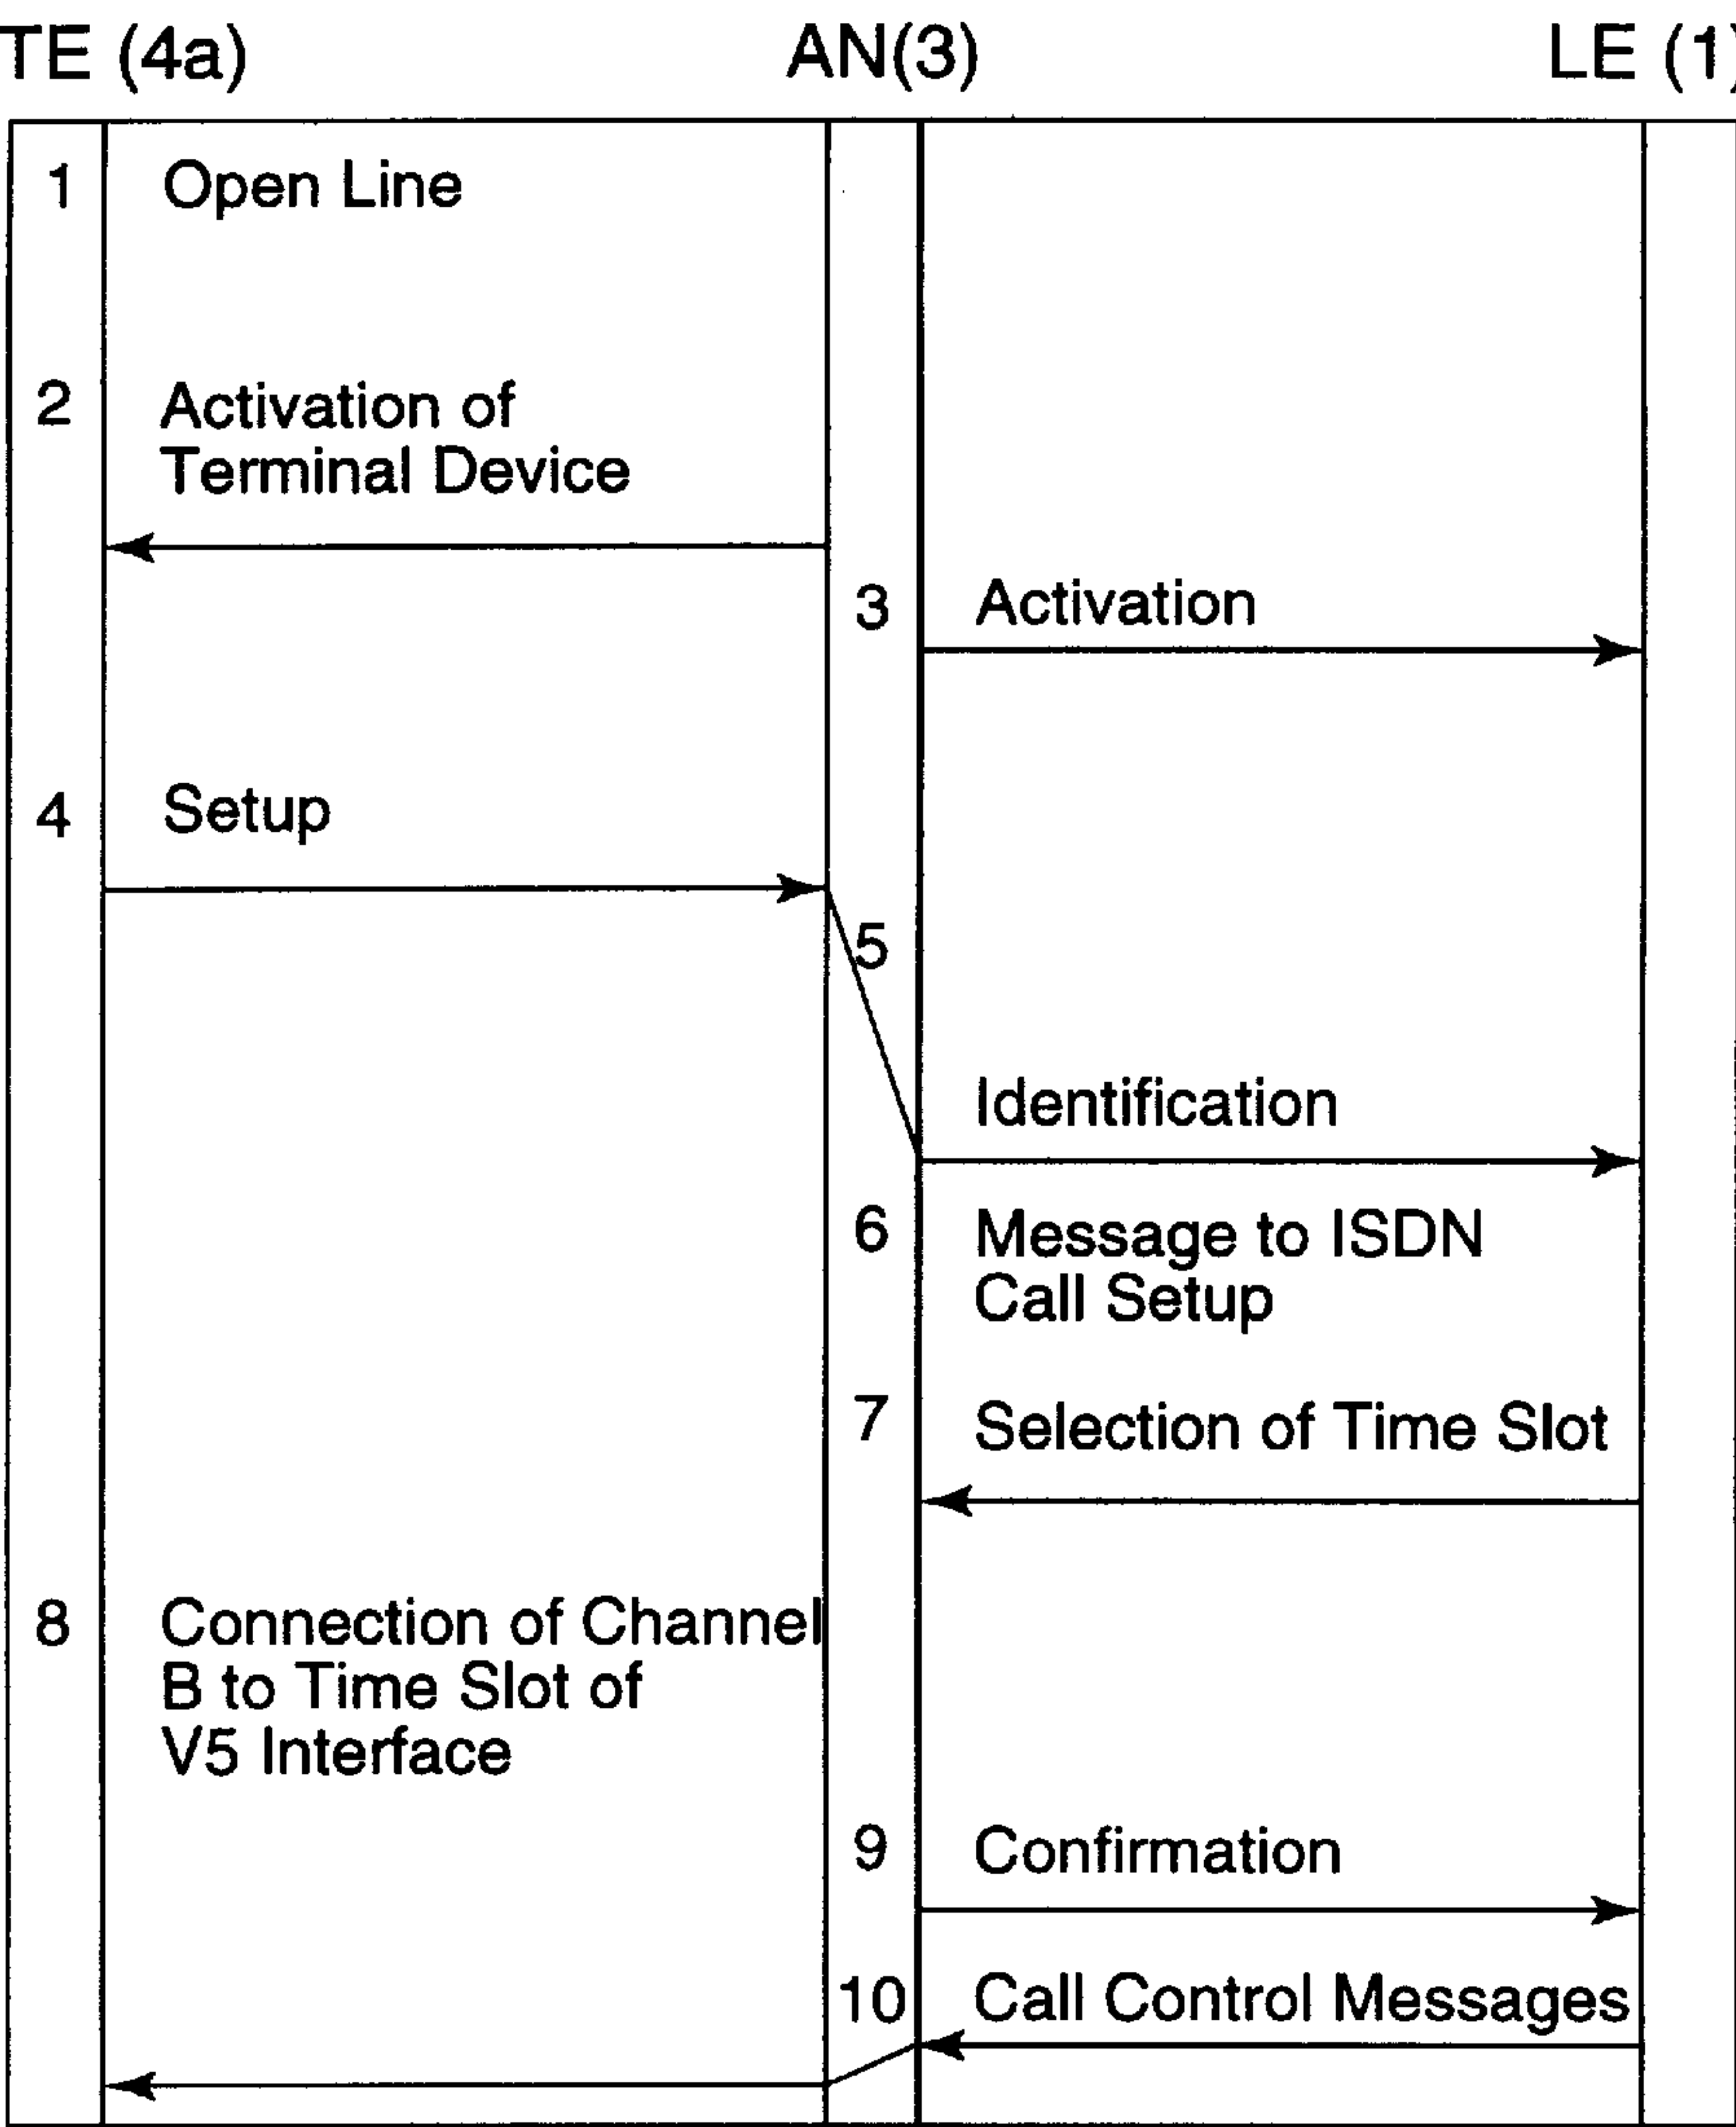 TE (4a) AN(3) LE (1)
1 Open Line
2 Activation of
Terminal Device
3 Activation
4 Setup
5
Identification
6 Message to ISDN
Call Setup
7 Selection of Time Slot
8 Connection of Channel
B to Time Slot of
V5 Interface
9 Confirmation
10 Call Control Messages